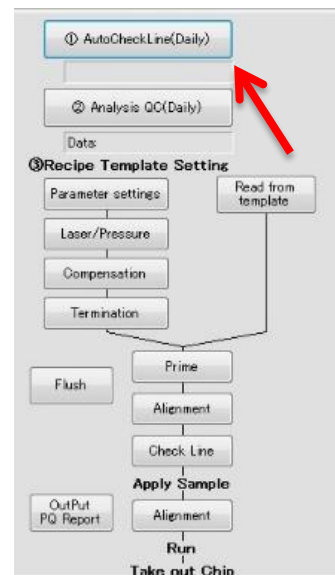 ① AutoCheckLine(Daily)
② Analysis QC(Daily)
Data:
③Recipe Template Setting
Parameter settings
Read from
template
Laser/Pressure
Compensation
Termination
Prime
Flush
Alignment
Check Line
Apply Sample
OutPut
PQ Report
Alignment
Run
Take out Chip